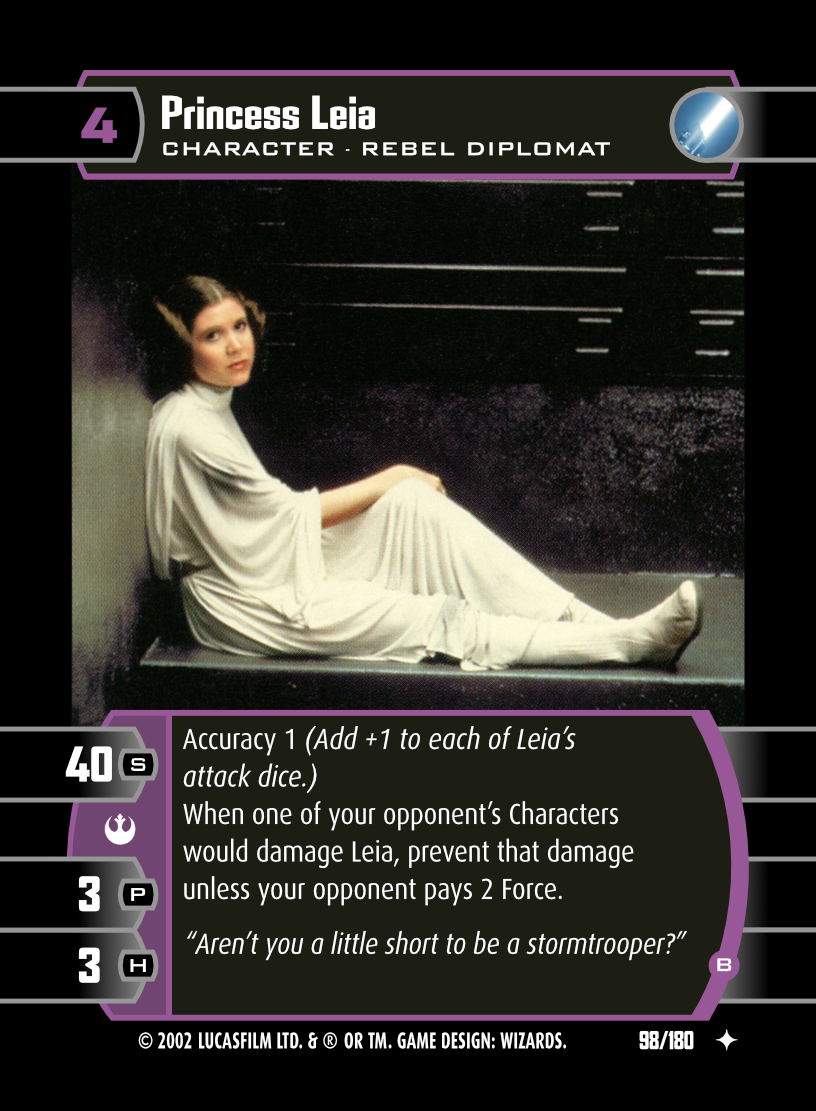 4
Princess Leia
CHARACTER - REBEL DIPLOMAT
40 S
3 P
3 H
Accuracy 1 (Add +1 to each of Leia’s
attack dice.)
When one of your opponent’s Characters
would damage Leia, prevent that damage
unless your opponent pays 2 Force.
“Aren’t you a little short to be a stormtrooper?”
B
© 2002 LUCASFILM LTD. & ® OR TM. GAME DESIGN: WIZARDS.
98/180